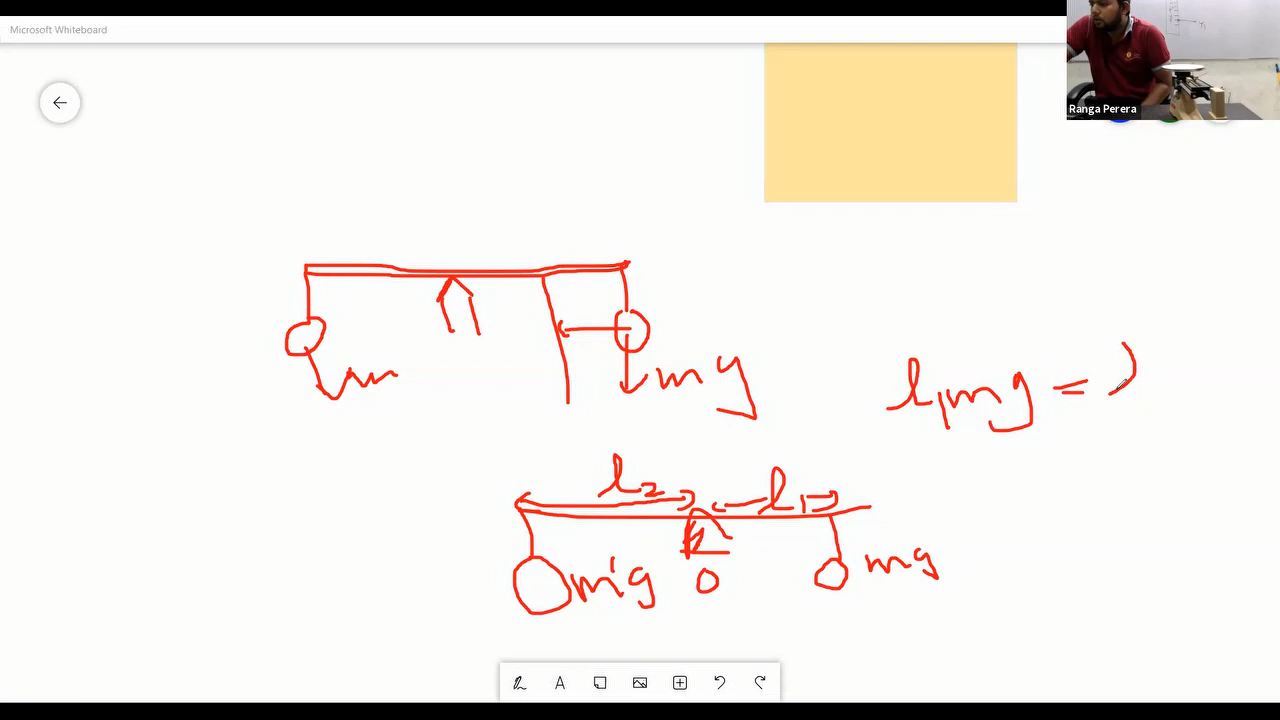 Microsoft Whiteboard
Ranga Perera
m
mg
l₁mg =
l₂
l₁
m'g
O
mg
A